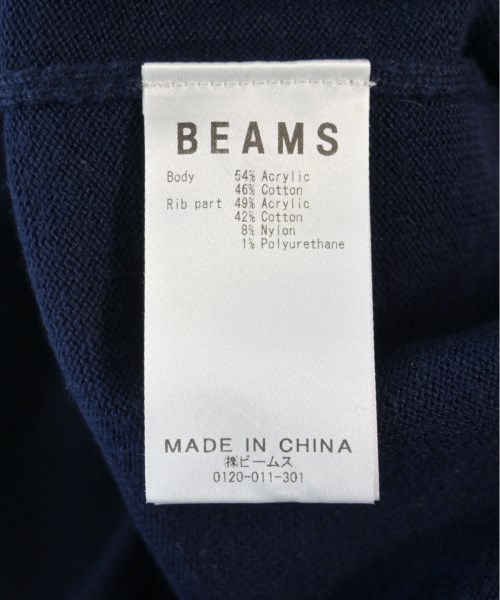 BEAMS
Body 54% Acrylic
46% Cotton
Rib part 49% Acrylic
42% Cotton
8% Nylon
1% Polyurethane
MADE IN CHINA
㈱ビームス
0120-011-301